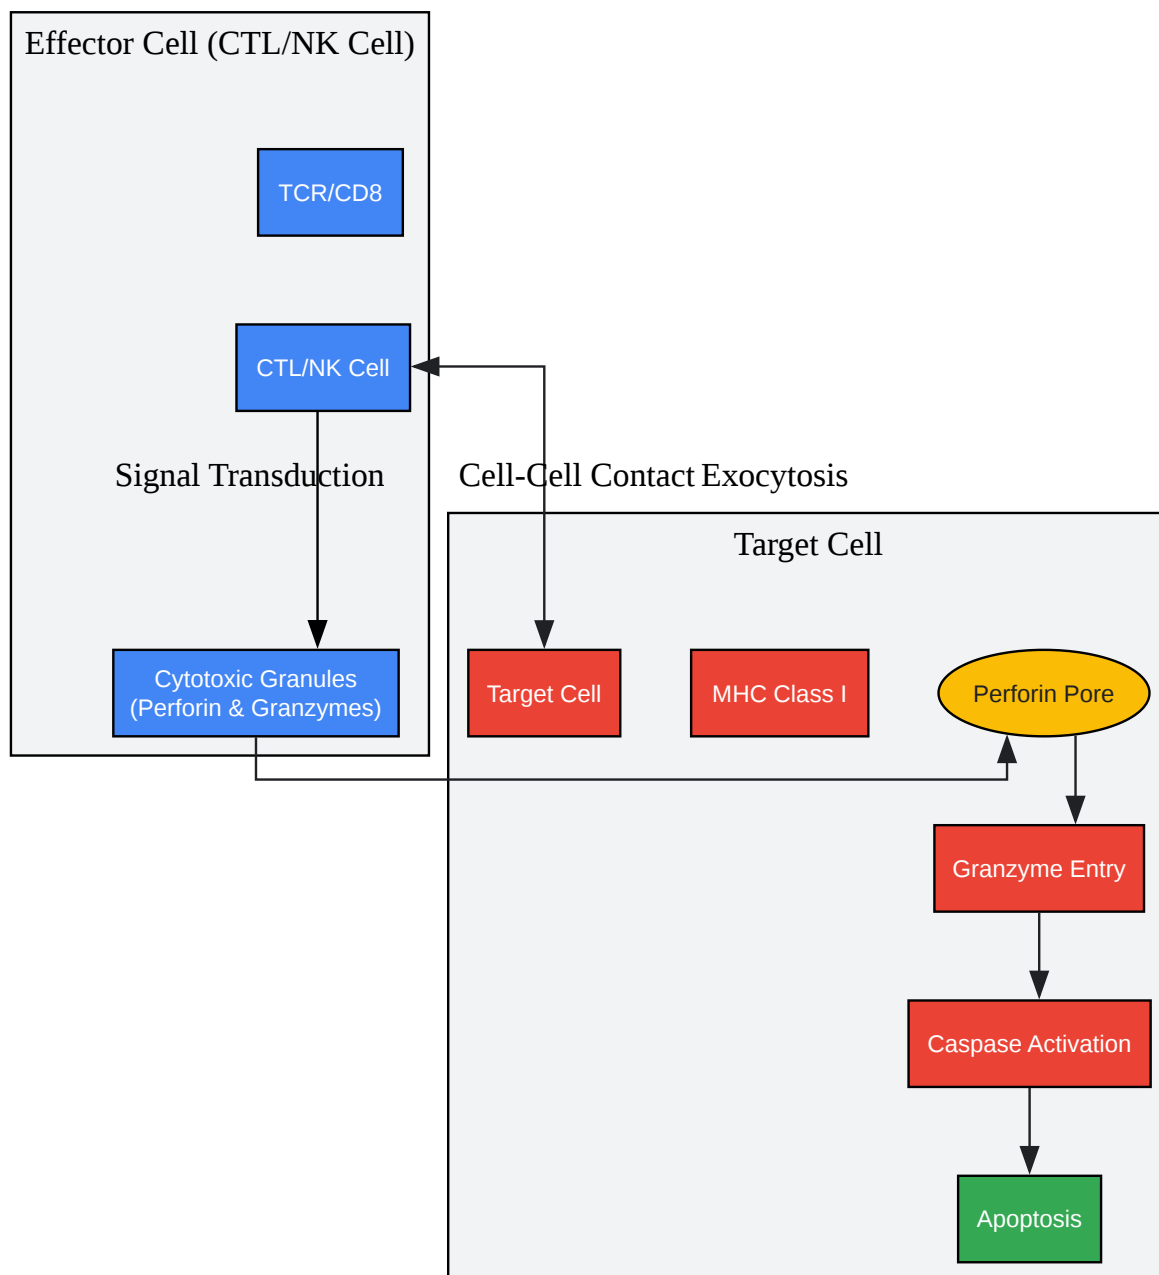 Effector Cell (CTL/NK Cell)
TCR/CD8
CTL/NK Cell
Signal Transduction
Cell-Cell Contact
Exocytosis
Target Cell
Cytotoxic Granules
(Perforin & Granzymes)
Target Cell
MHC Class I
Perforin Pore
Granzyme Entry
Caspase Activation
Apoptosis